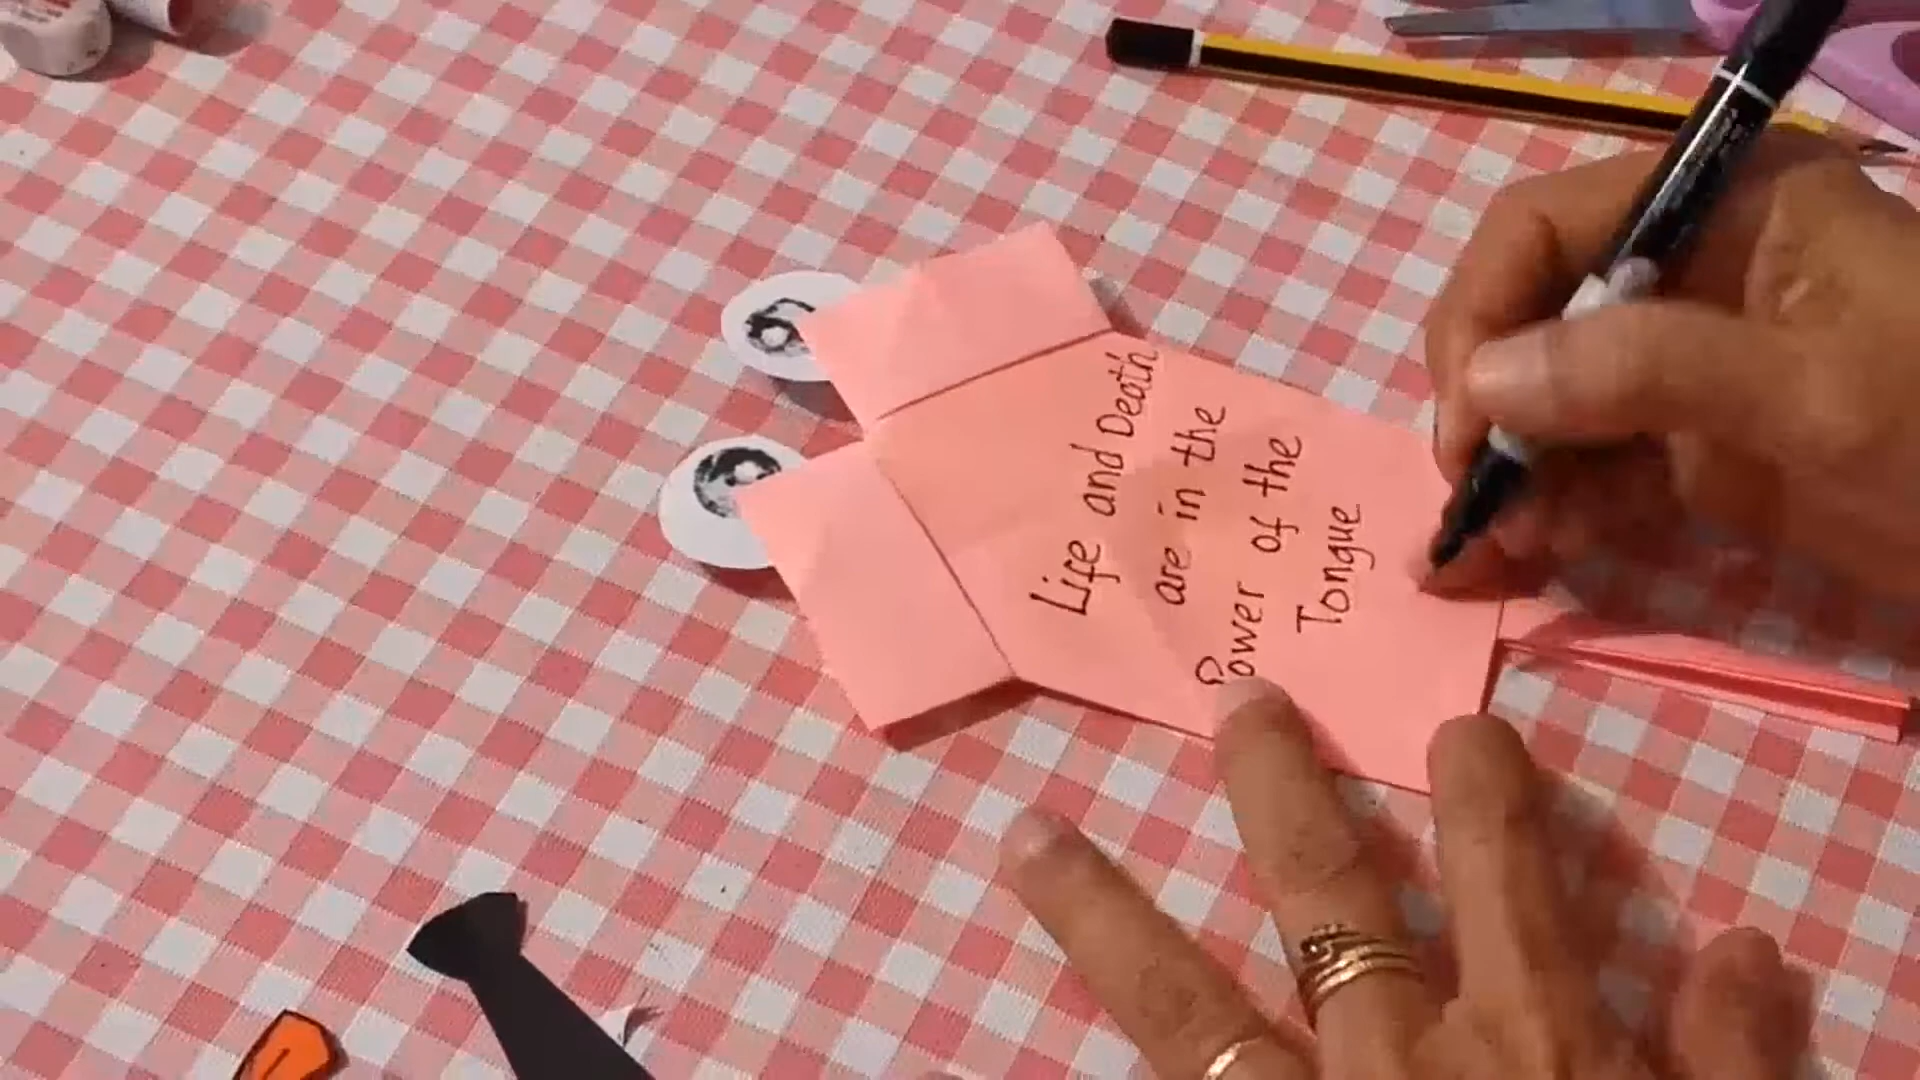 Life and Death
are in the
Power of the
Tongue